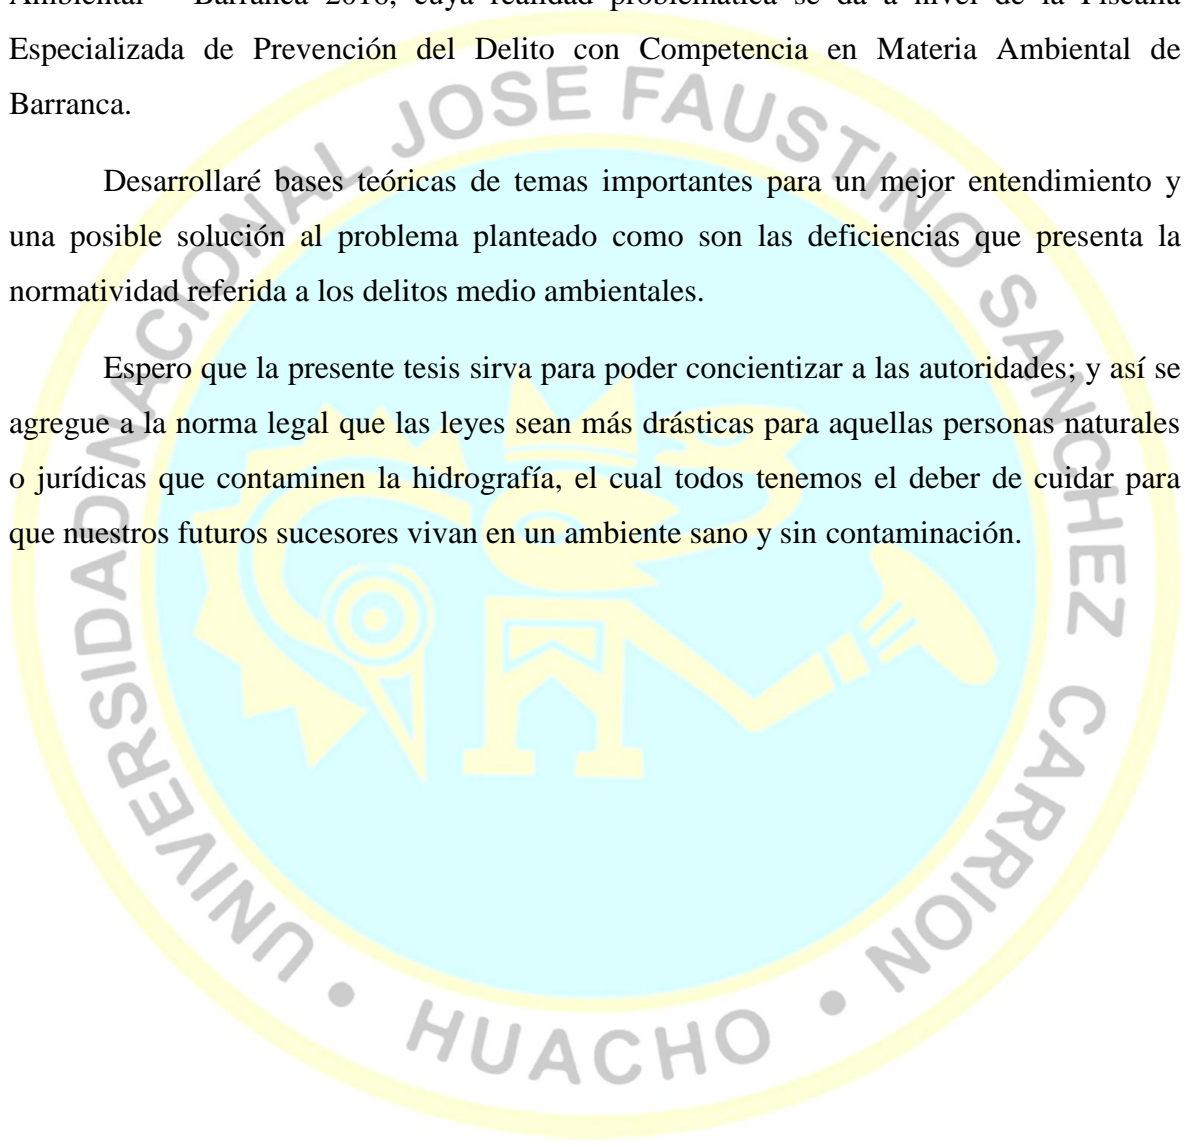 Ambiental – Barranca 2016, cuya realidad problemática se da a nivel de la Fiscalía
Especializada de Prevención del Delito con Competencia en Materia Ambiental de
Barranca.
Desarrollaré bases teóricas de temas importantes para un mejor entendimiento y
una posible solución al problema planteado como son las deficiencias que presenta la
normatividad referida a los delitos medio ambientales.
Espero que la presente tesis sirva para poder concientizar a las autoridades; y así se
agregue a la norma legal que las leyes sean más drásticas para aquellas personas naturales
o jurídicas que contaminen la hidrografía, el cual todos tenemos el deber de cuidar para
que nuestros futuros sucesores vivan en un ambiente sano y sin contaminación.
UNIVERSIDAD NACIONAL JOSE FAUSTINO SANCHEZ CARRION
• HUACHO •